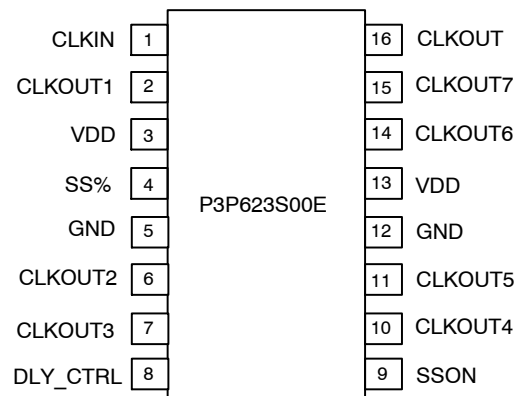 CLKIN 1 16 CLKOUT
CLKOUT1 2 15 CLKOUT7
VDD 3 14 CLKOUT6
SS% 4 13 VDD
P3P623S00E
GND 5 12 GND
CLKOUT2 6 11 CLKOUT5
CLKOUT3 7 10 CLKOUT4
DLY_CTRL 8 9 SSON